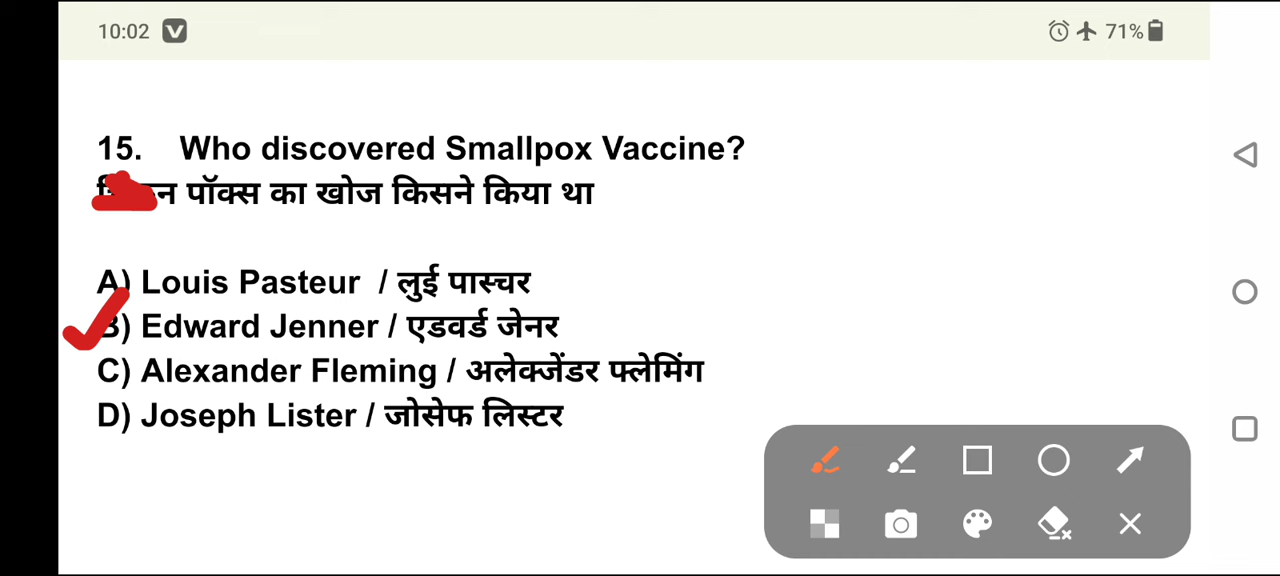 10:02 V 71%
15. Who discovered Smallpox Vaccine?
पॉक्स का खोज किसने किया था
A) Louis Pasteur / लुई पास्चर
B) Edward Jenner / एडवर्ड जेनर
C) Alexander Fleming / अलेक्जेंडर फ्लेमिंग
D) Joseph Lister / जोसेफ लिस्टर